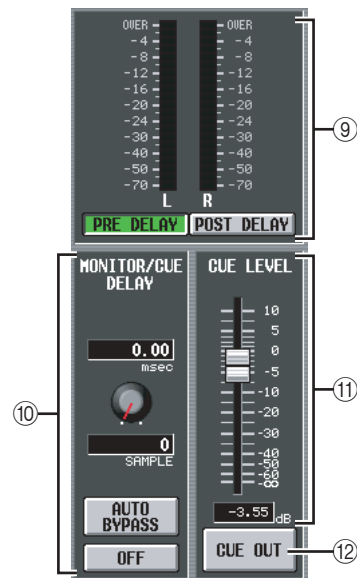 OVER OVER
-4 -4
-8 -8
-12 -12
-16 -16
-20 -20
-24 -24
-30 -30
-40 -40
-50 -50
-70 -70
L R
PRE DELAY POST DELAY
⑨
MONITOR/CUE
DELAY
0.00
msec
0
SAMPLE
AUTO
BYPASS
OFF
⑩
CUE LEVEL
10
5
0
-5
-10
-20
-30
-40
-50
-60
-∞
-3.55 dB
⑪
CUE OUT
⑫